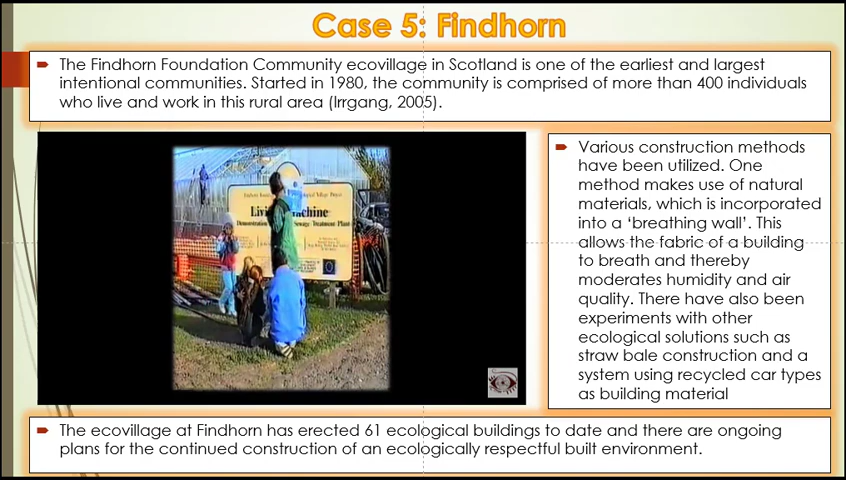 Case 5: Findhorn
The Findhorn Foundation Community ecovillage in Scotland is one of the earliest and largest
intentional communities. Started in 1980, the community is comprised of more than 400 individuals
who live and work in this rural area (Irrgang, 2005).
Living Machine
Demonstration Sewage Treatment Plant
Various construction methods
have been utilized. One
method makes use of natural
materials, which is incorporated
into a ‘breathing wall’. This
allows the fabric of a building
to breath and thereby
moderates humidity and air
quality. There have also been
experiments with other
ecological solutions such as
straw bale construction and a
system using recycled car types
as building material
The ecovillage at Findhorn has erected 61 ecological buildings to date and there are ongoing
plans for the continued construction of an ecologically respectful built environment.